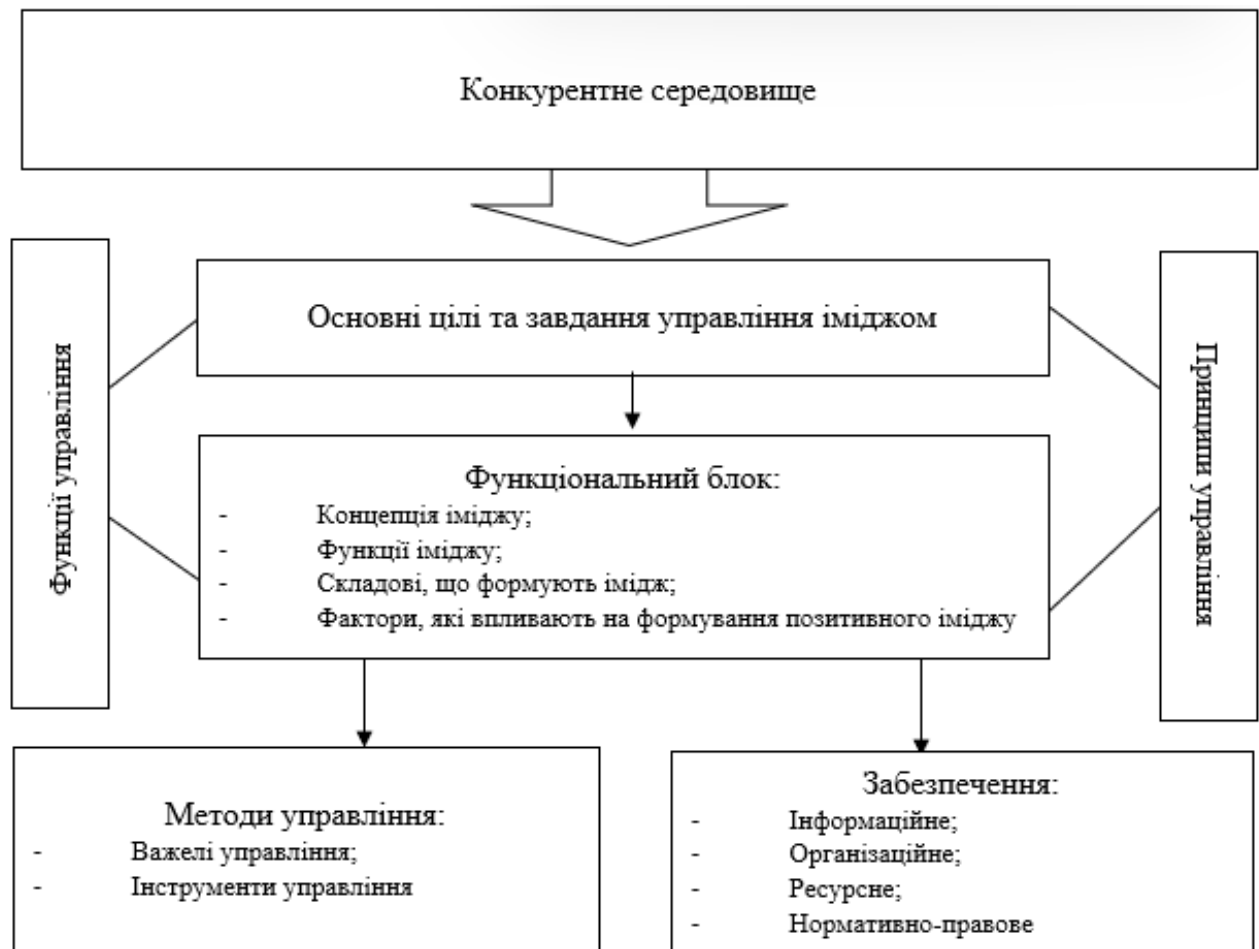 Конкурентне середовище
Основні цілі та завдання управління іміджом
Функції управління
Принципи управління
Функціональний блок:
- Концепція іміджу;
- Функції іміджу;
- Складові, що формують імідж;
- Фактори, які впливають на формування позитивного іміджу
Методи управління:
- Важелі управління;
- Інструменти управління
Забезпечення:
- Інформаційне;
- Організаційне;
- Ресурсне;
- Нормативно-правове